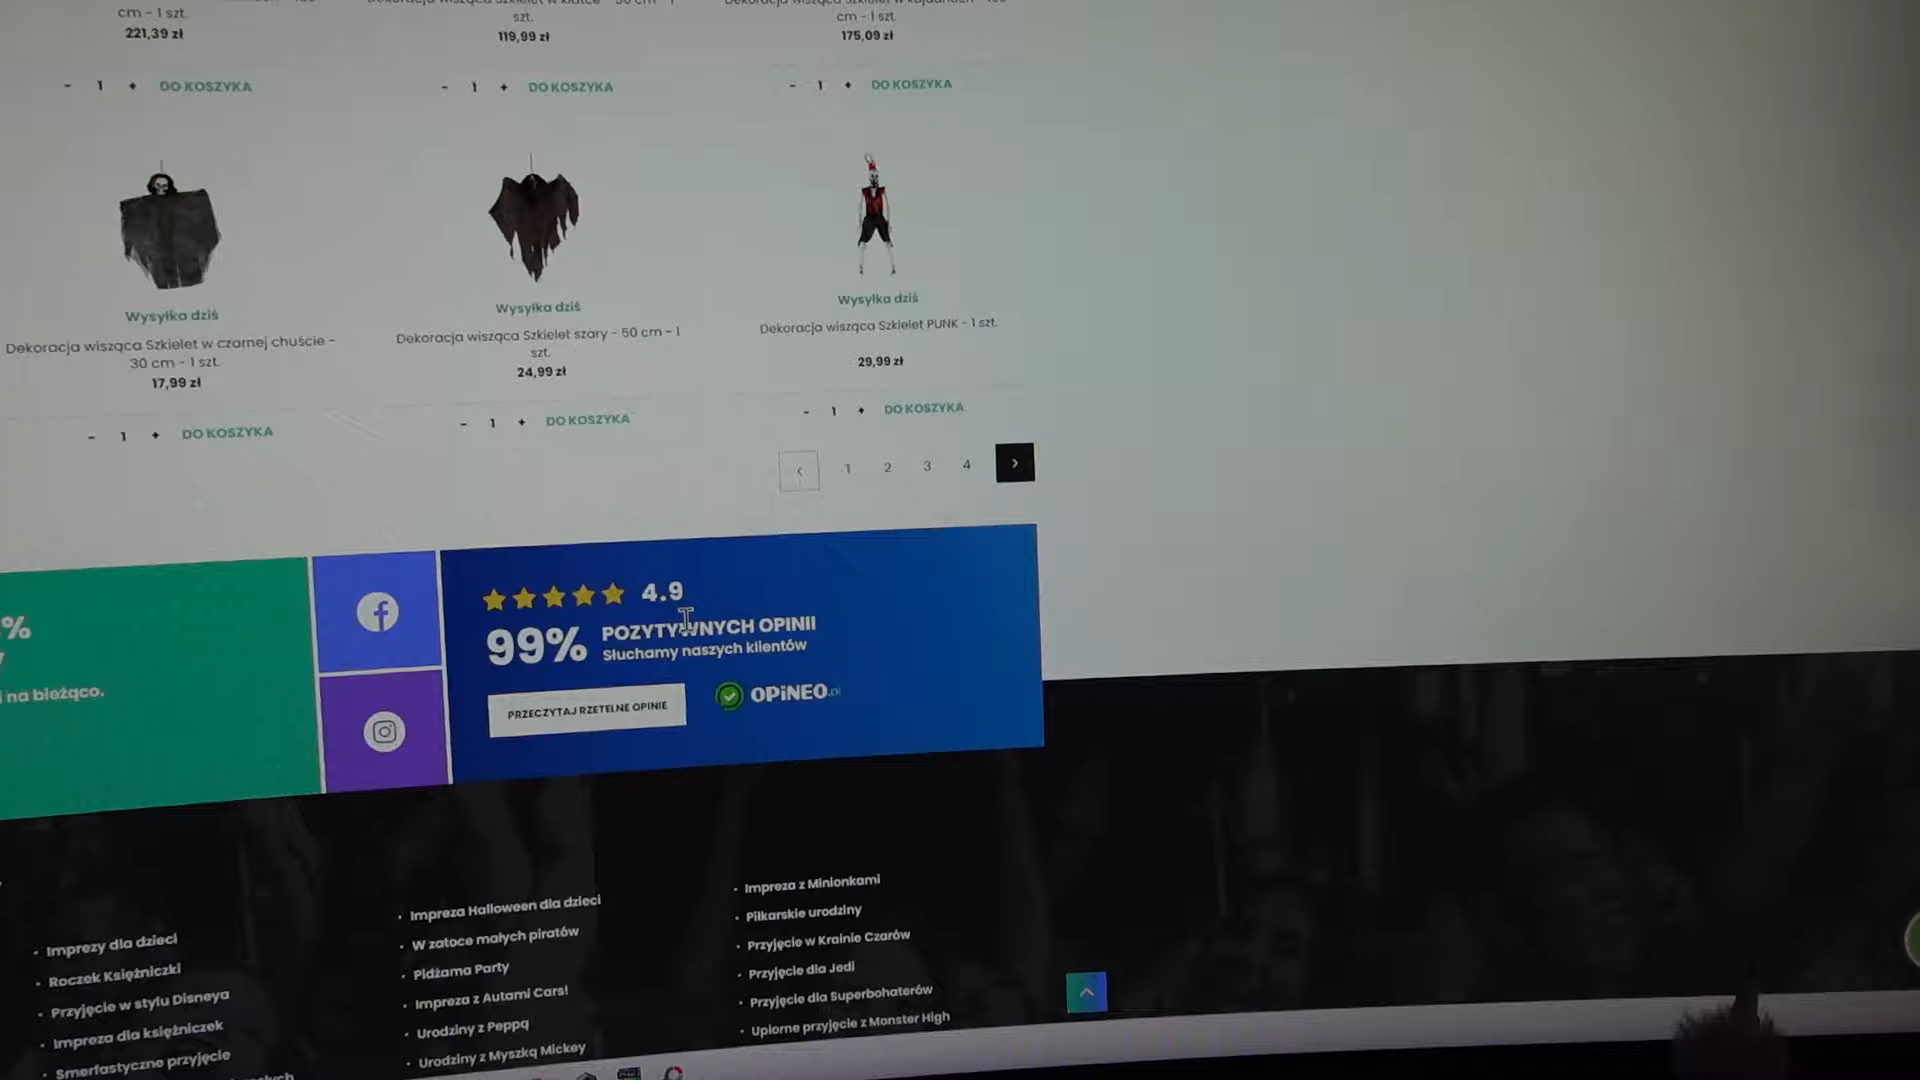 cm - 1 szt.
221,39 zł
szt.
119,99 zł
cm - 1 szt.
175,09 zł
- 1 + DO KOSZYKA
- 1 + DO KOSZYKA
- 1 + DO KOSZYKA
Wysyłka dziś
Dekoracja wisząca Szkielet w czarnej chuście -
30 cm - 1 szt.
17,99 zł
Wysyłka dziś
Dekoracja wisząca Szkielet szary - 50 cm - 1
szt.
24,99 zł
Wysyłka dziś
Dekoracja wisząca Szkielet PUNK - 1 szt.
29,99 zł
- 1 + DO KOSZYKA
- 1 + DO KOSZYKA
- 1 + DO KOSZYKA
‹ 1 2 3 4 ›
%
i na bieżąco.
4.9
99% POZYTYWNYCH OPINII
Słuchamy naszych klientów
PRZECZYTAJ RZETELNE OPINIE
OPiNEO.pl
• Imprezy dla dzieci
• Roczek Księżniczki
• Przyjęcie w stylu Disneya
• Impreza dla księżniczek
• Smerfastyczne przyjęcie
• Impreza Halloween dla dzieci
• W zatoce małych piratów
• Pidżama Party
• Impreza z Autami Cars!
• Urodziny z Peppą
• Urodziny z Myszką Mickey
• Impreza z Minionkami
• Piłkarskie urodziny
• Przyjęcie w Krainie Czarów
• Przyjęcie dla Jedi
• Przyjęcie dla Superbohaterów
• Upiorne przyjęcie z Monster High